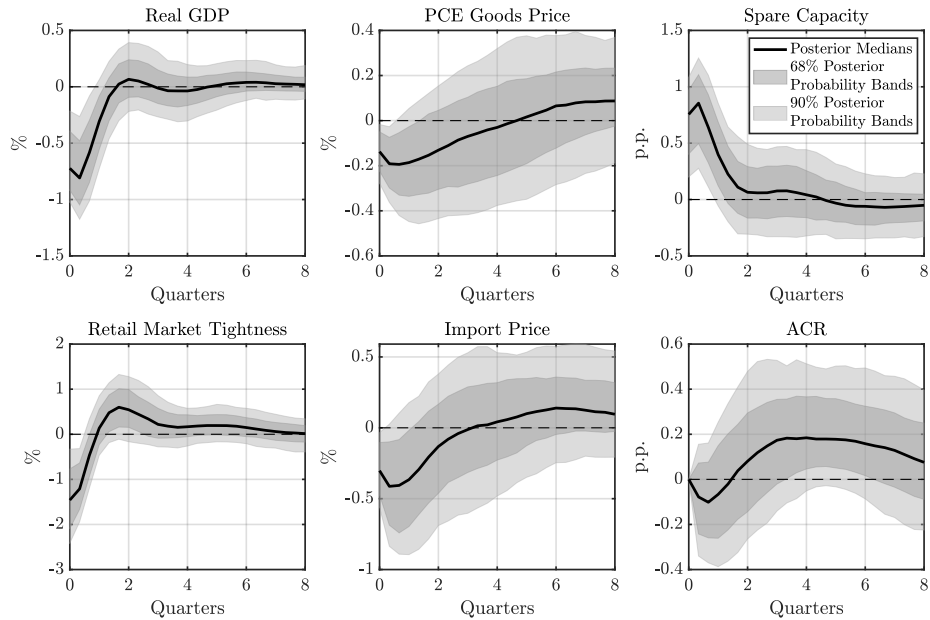 Real GDP
0.5
0
-0.5
-1
-1.5
%
0 2 4 6 8
Quarters
PCE Goods Price
0.4
0.2
0
-0.2
-0.4
0.6
%
0 2 4 6 8
Quarters
Spare Capacity
1.5
1
0.5
0
-0.5
p.p.
Posterior Medians
68% Posterior
Probability Bands
90% Posterior
Probability Bands
0 2 4 6 8
Quarters
Retail Market Tightness
2
1
0
-1
-2
-3
%
0 2 4 6 8
Quarters
Import Price
0.5
0
-0.5
-1
%
0 2 4 6 8
Quarters
ACR
0.6
0.4
0.2
0
-0.2
0.4
p.p.
0 2 4 6 8
Quarters